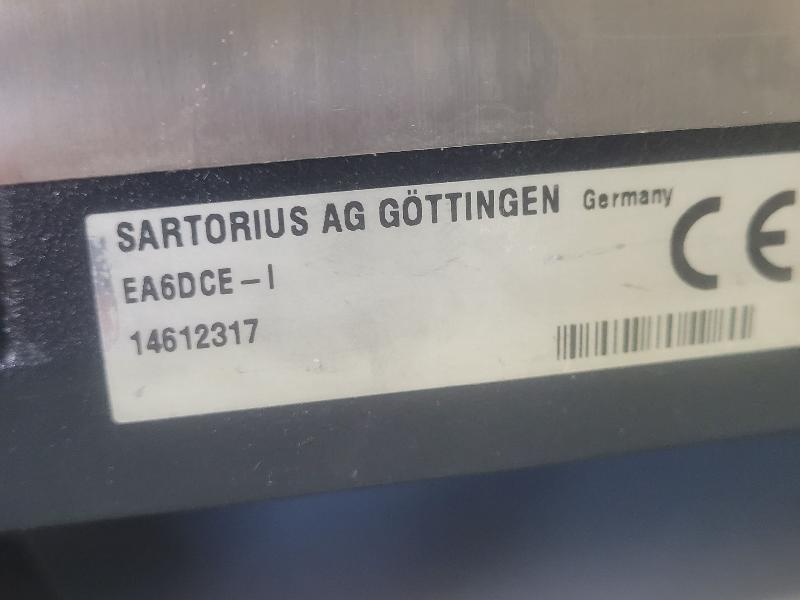 SARTORIUS AG GÖTTINGEN Germany
EA6DCE-I
14612317
CE